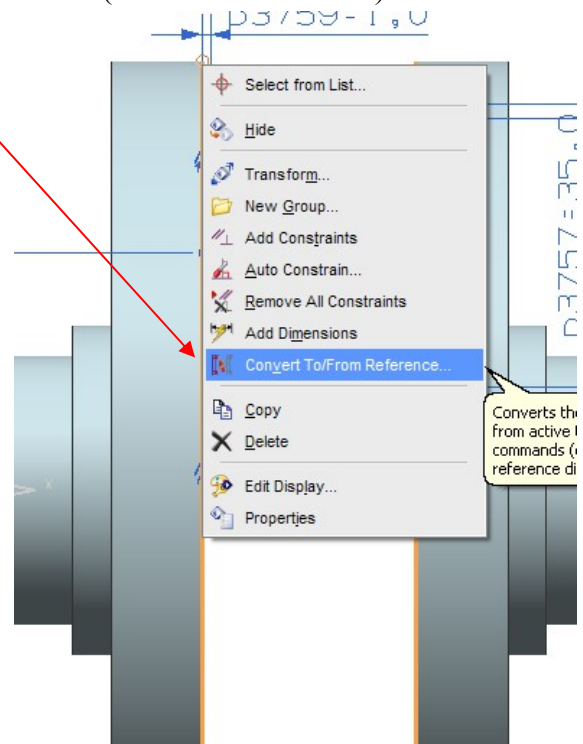 p3759=1,0
Select from List...
Hide
Transform...
New Group...
Add Constraints
Auto Constrain...
Remove All Constraints
Add Dimensions
Convert To/From Reference...
Copy
Delete
Edit Display...
Properties
p3757=35,0
Converts the
from active
commands (
reference di
X